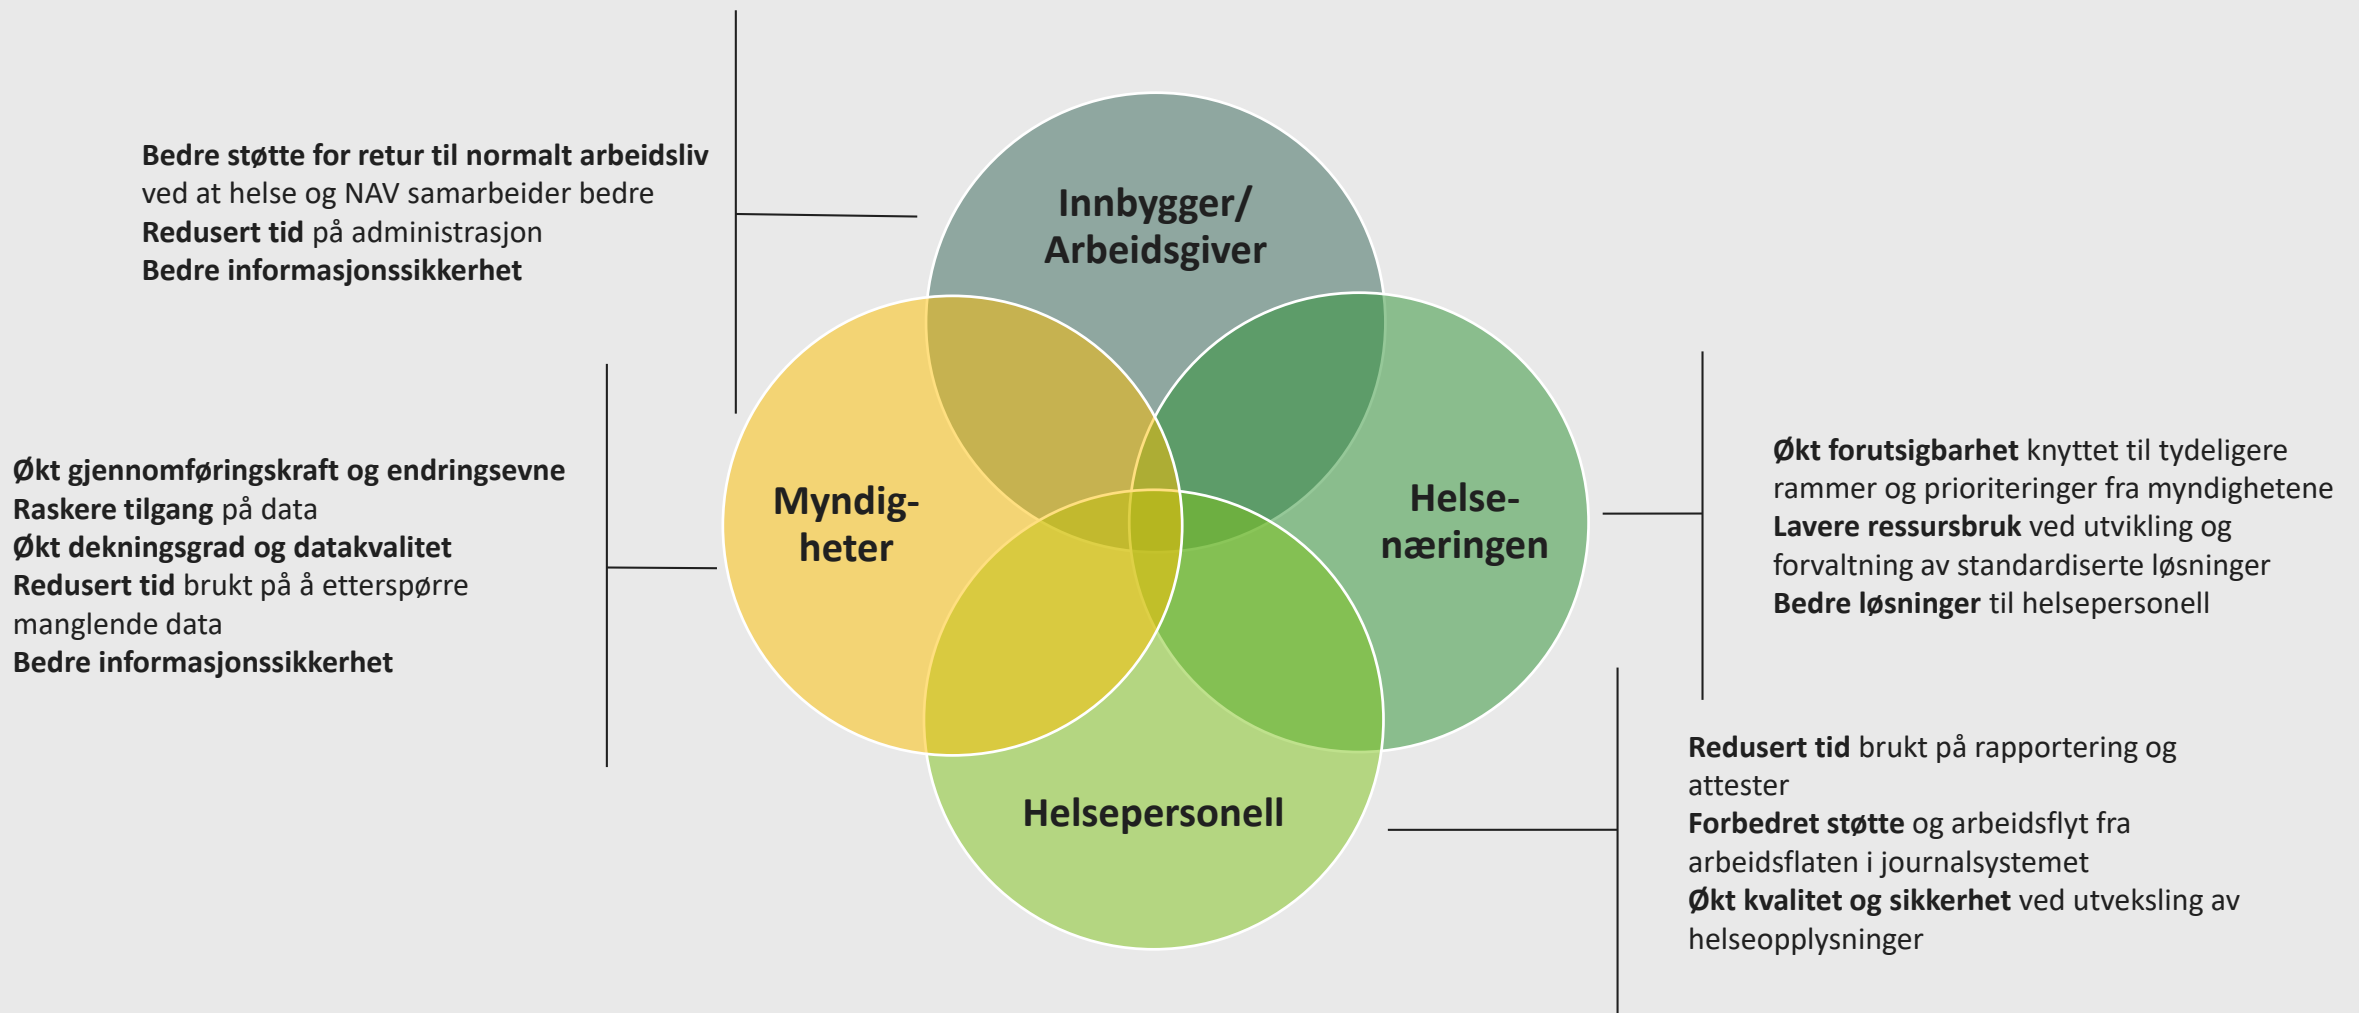 Bedre støtte for retur til normalt arbeidsliv
ved at helse og NAV samarbeider bedre
Redusert tid på administrasjon
Bedre informasjonssikkerhet
Innbygger/
Arbeidsgiver
Økt gjennomføringskraft og endringsevne
Raskere tilgang på data
Økt dekningsgrad og datakvalitet
Redusert tid brukt på å etterspørre
manglende data
Bedre informasjonssikkerhet
Myndig-
heter
Helse-
næringen
Økt forutsigbarhet knyttet til tydeligere
rammer og prioriteringer fra myndighetene
Lavere ressursbruk ved utvikling og
forvaltning av standardiserte løsninger
Bedre løsninger til helsepersonell
Helsepersonell
Redusert tid brukt på rapportering og
attester
Forbedret støtte og arbeidsflyt fra
arbeidsflaten i journalsystemet
Økt kvalitet og sikkerhet ved utveksling av
helseopplysninger